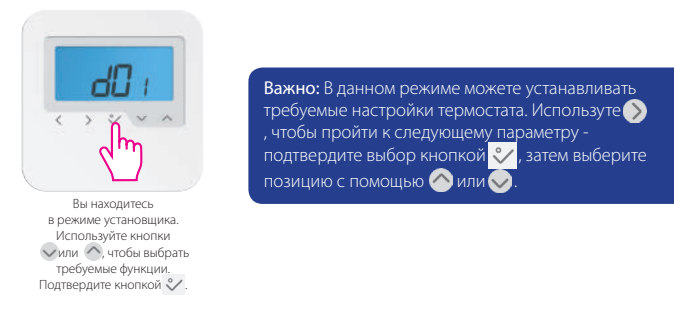 d01
Вы находитесь
в режиме установщика.
Используйте кнопки
или , чтобы выбрать
требуемые функции.
Подтвердите кнопкой .
Важно: В данном режиме можете устанавливать
требуемые настройки термостата. Используте
, чтобы пройти к следующему параметру -
подтвердите выбор кнопкой , затем выберите
позицию с помощью или .